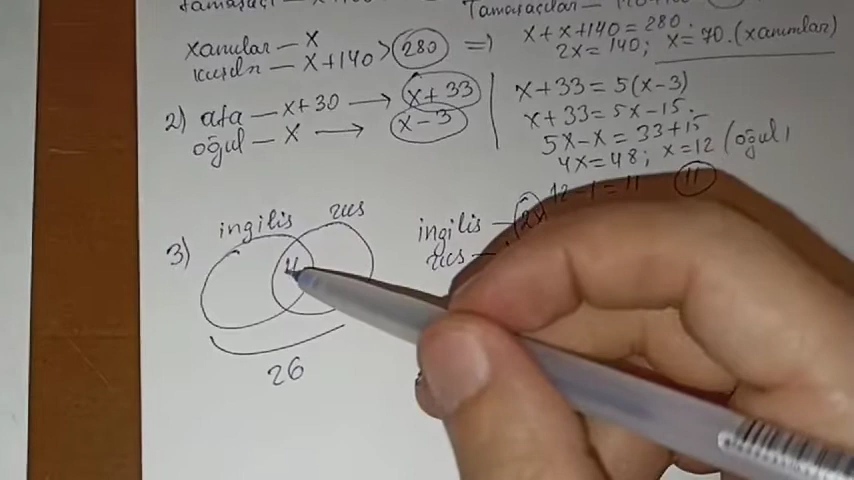 Tamaşaçılar
xanımlar — x
kişilər — x+140 > 280 =>
x+x+140=280.
2x=140; x=70. (xanımlar)
2) ata — x+30 → x+33
oğul — x → x-3
x+33=5(x-3)
x+33=5x-15.
5x-x=33+15
4x=48; x=12 (oğul)
12-1=11 11
3) ingilis rus
11
26
ingilis — 2x
rus —